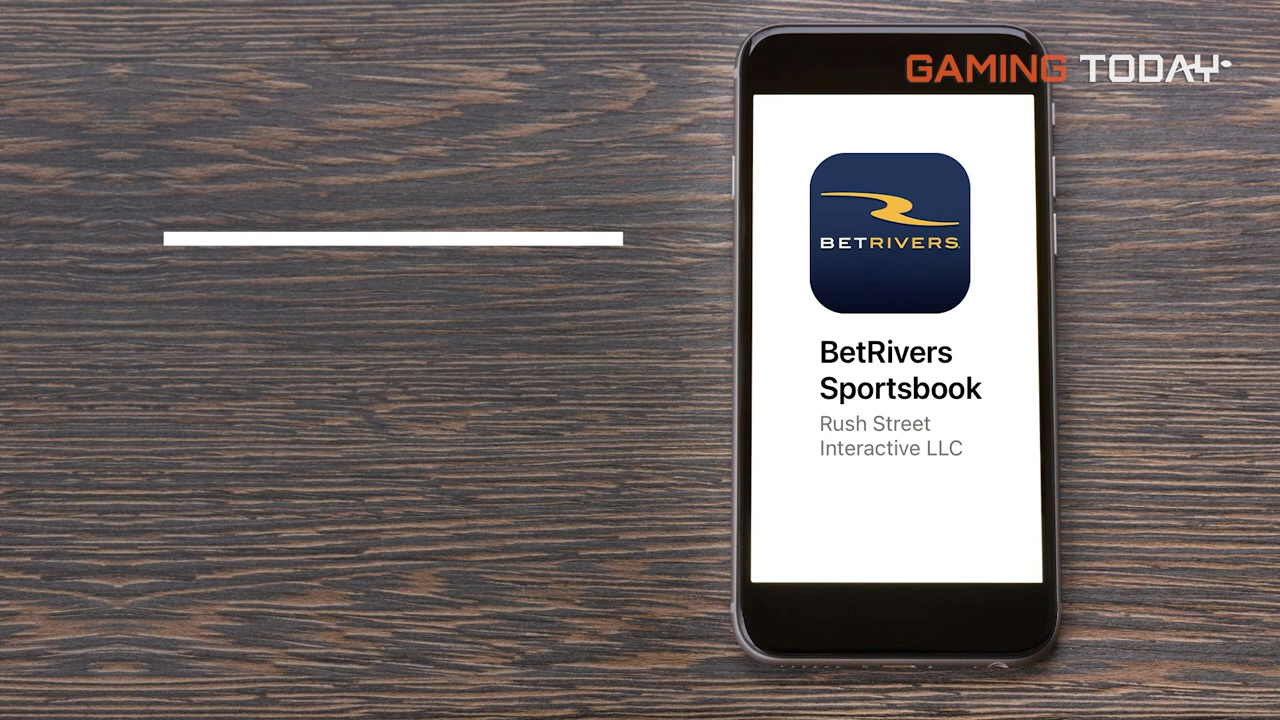 GAMING TODAY
BETRIVERS
BetRivers
Sportsbook
Rush Street
Interactive LLC